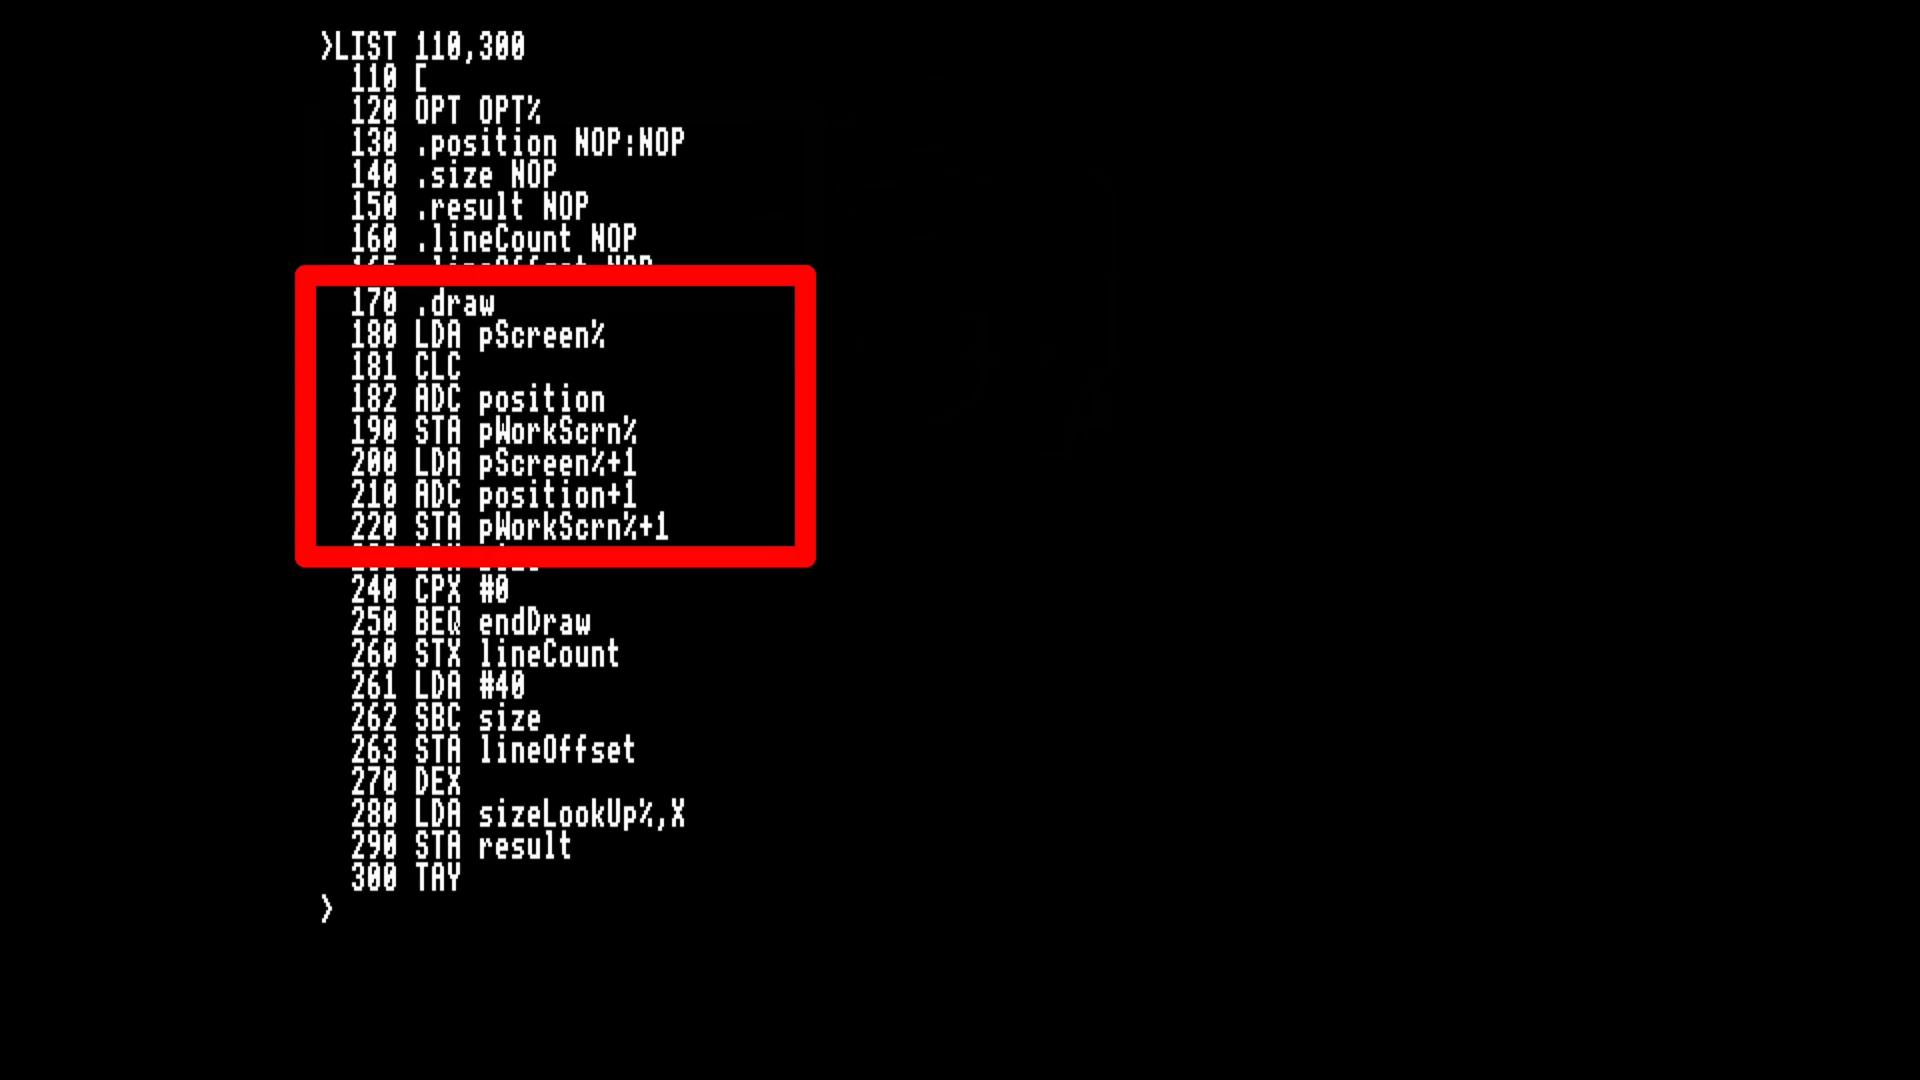 >LIST 110,300
110 [
120 OPT OPT%
130 .position NOP:NOP
140 .size NOP
150 .result NOP
160 .lineCount NOP
165 .lineOffset NOP
170 .draw
180 LDA pScreen%
181 CLC
182 ADC position
190 STA pWorkScrn%
200 LDA pScreen%+1
210 ADC position+1
220 STA pWorkScrn%+1
240 CPX #0
250 BEQ endDraw
260 STX lineCount
261 LDA #40
262 SBC size
263 STA lineOffset
270 DEX
280 LDA sizeLookUp%,X
290 STA result
300 TAY
>